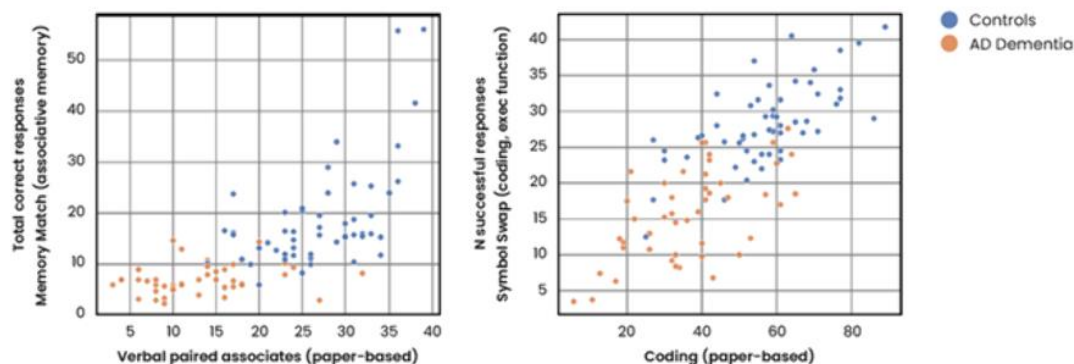 Total correct responses
Memory Match (associative memory)
50
40
30
20
10
0
5 10 15 20 25 30 35 40
Verbal paired associates (paper-based)
N successful responses
Symbol Swap (coding, exec function)
40
35
30
25
20
15
10
5
20 40 60 80
Coding (paper-based)
Controls
AD Dementia